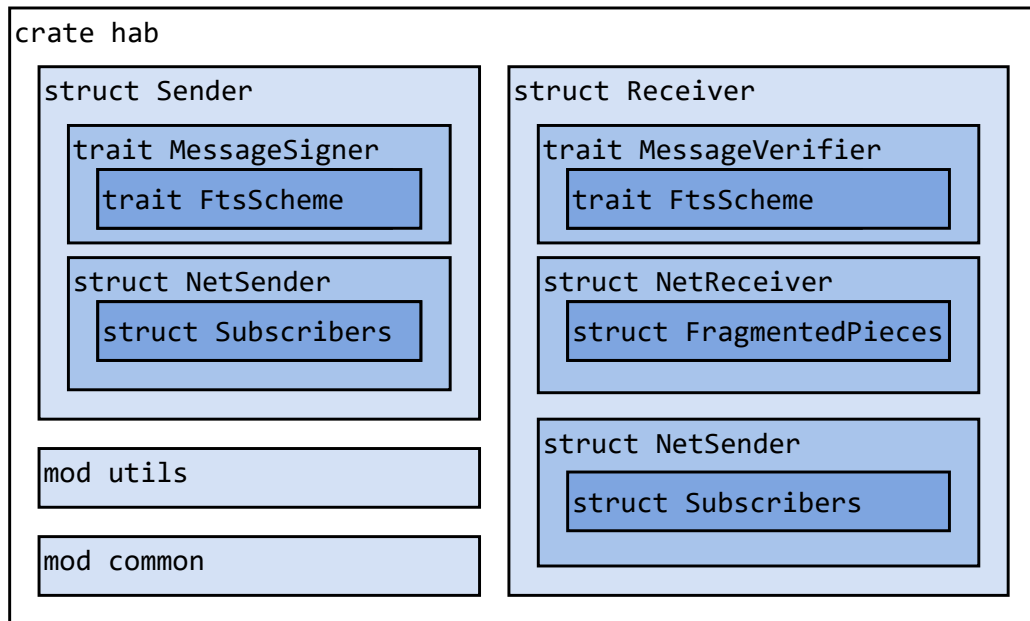 crate hab
struct Sender
trait MessageSigner
trait FtsScheme
struct NetSender
struct Subscribers
mod utils
mod common
struct Receiver
trait MessageVerifier
trait FtsScheme
struct NetReceiver
struct FragmentedPieces
struct NetSender
struct Subscribers